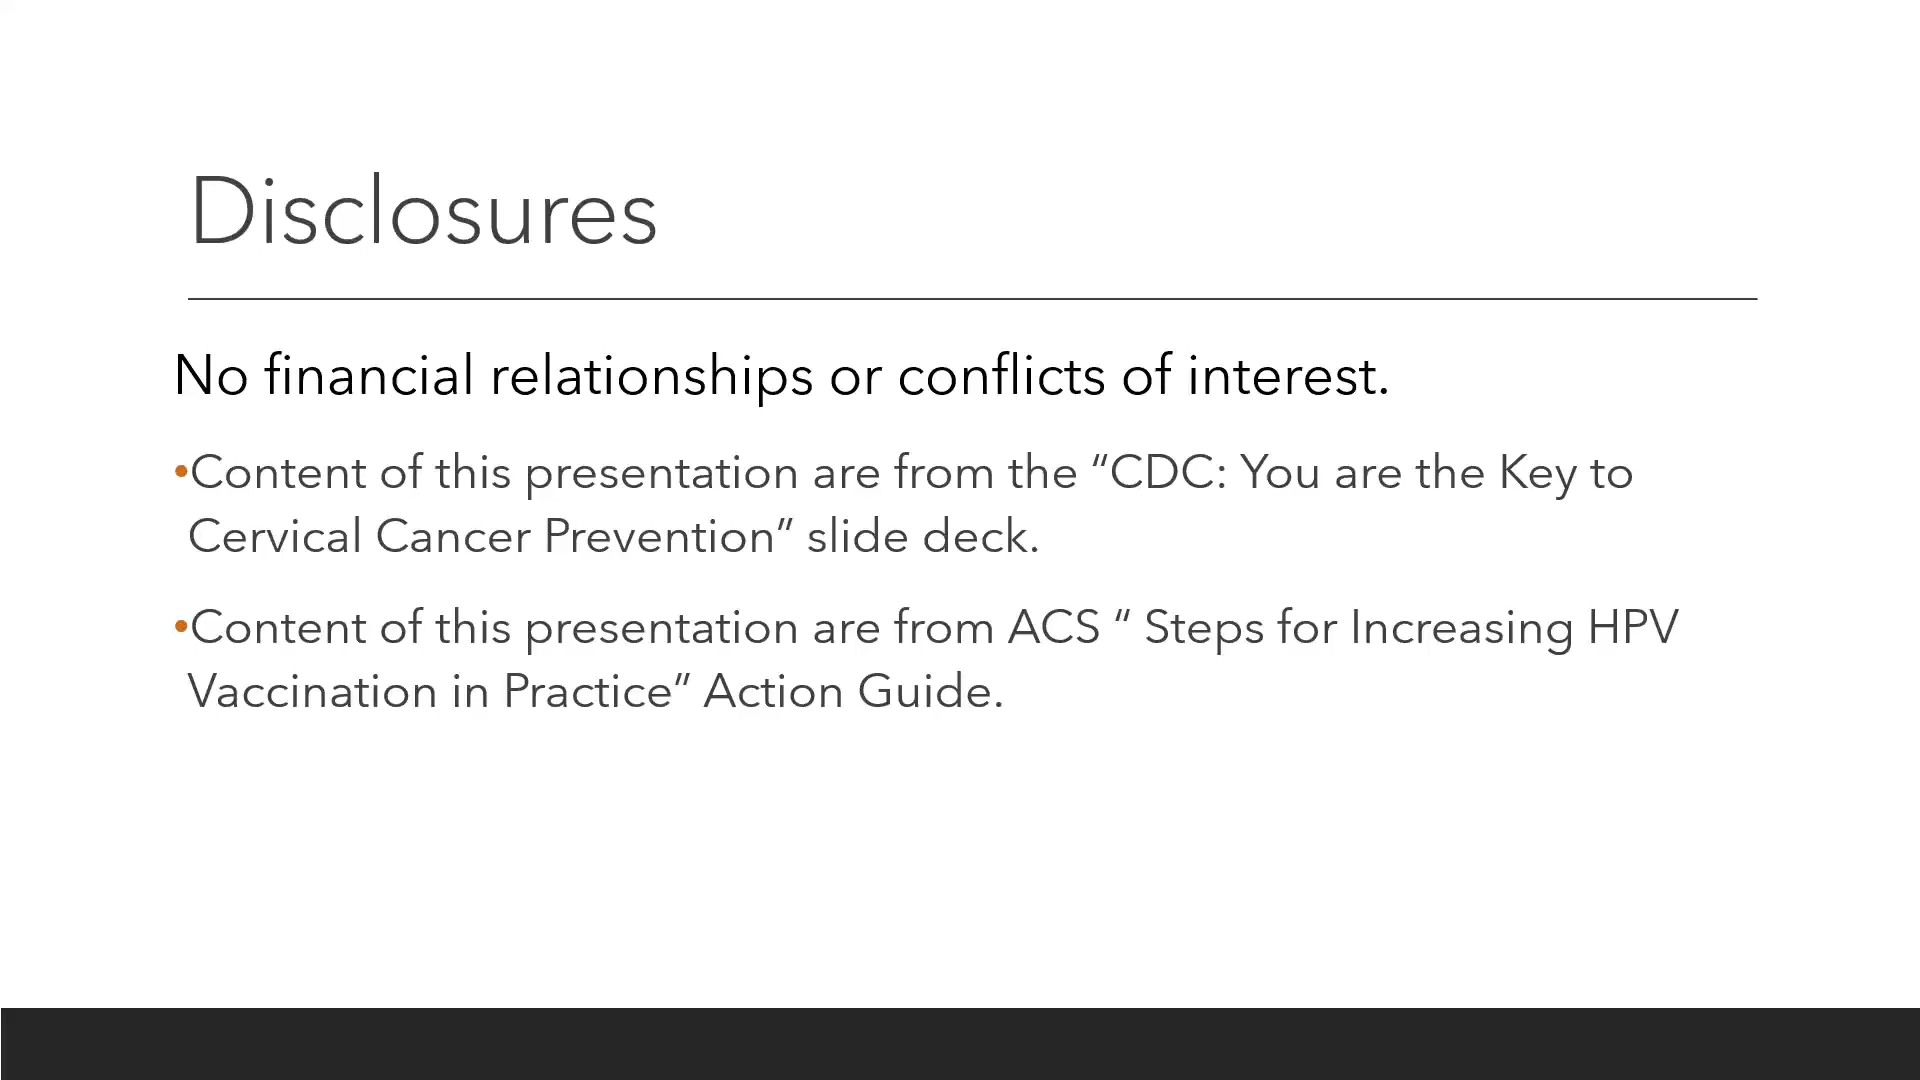 Disclosures
No financial relationships or conflicts of interest.
•Content of this presentation are from the “CDC: You are the Key to
Cervical Cancer Prevention” slide deck.
•Content of this presentation are from ACS “ Steps for Increasing HPV
Vaccination in Practice” Action Guide.